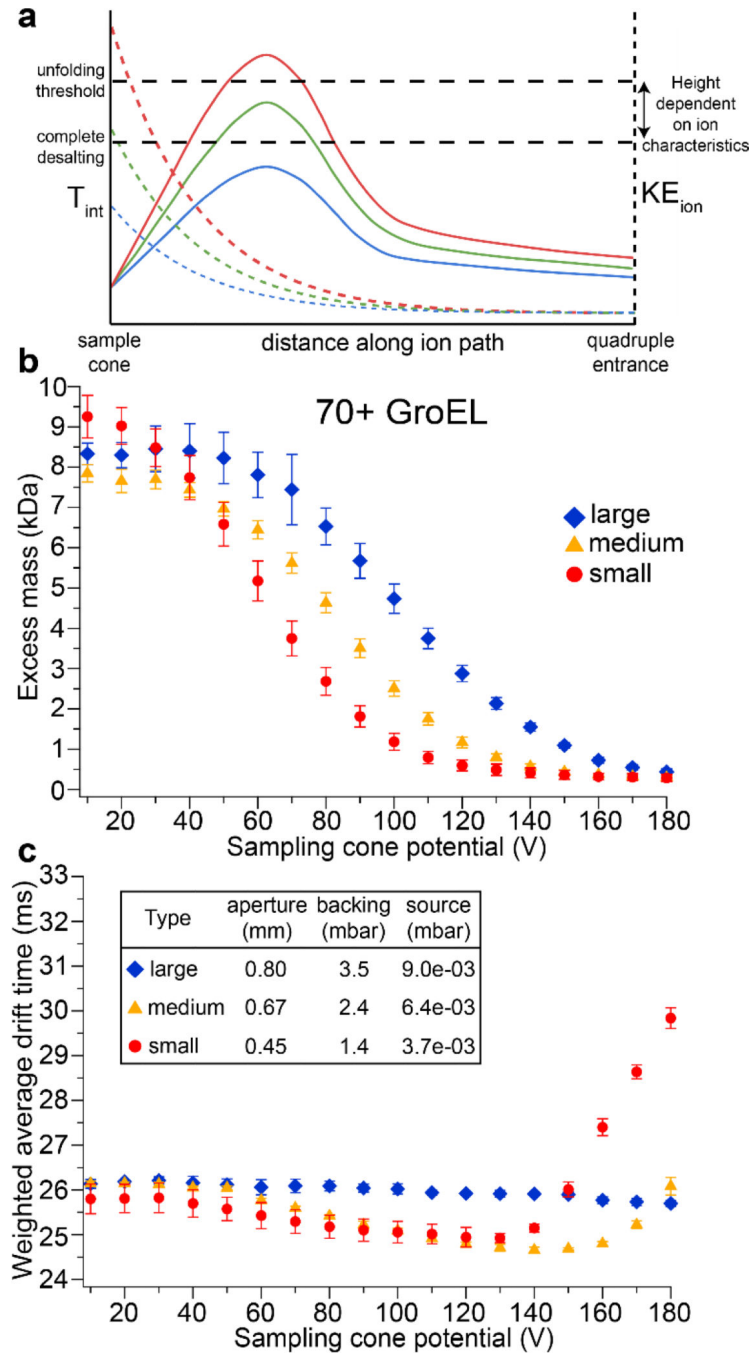 a
unfolding
threshold
complete
desalting
T_int
Height
dependent
on ion
characteristics
KE_ion
sample
cone
distance along ion path
quadruple
entrance
b
70+ GroEL
Excess mass (kDa)
10
9
8
7
6
5
4
3
2
1
0
large
medium
small
20 40 60 80 100 120 140 160 180
Sampling cone potential (V)
c
Weighted average drift time (ms)
33
32
31
30
29
28
27
26
25
24
Type aperture (mm) backing (mbar) source (mbar)
large 0.80 3.5 9.0e-03
medium 0.67 2.4 6.4e-03
small 0.45 1.4 3.7e-03
20 40 60 80 100 120 140 160 180
Sampling cone potential (V)